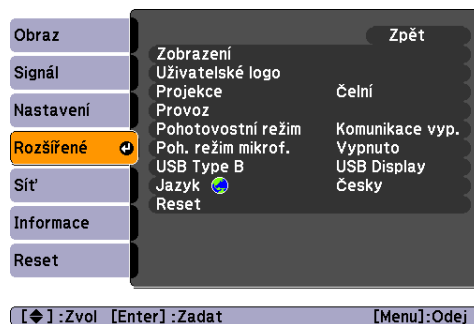 Obraz
Signál
Nastavení
Rozšířené
Síť
Informace
Reset
Zpět
Zobrazení
Uživatelské logo
Projekce Čelní
Provoz
Pohotovostní režim Komunikace vyp.
Poh. režim mikrof. Vypnuto
USB Type B USB Display
Jazyk Česky
Reset
[◆] :Zvol [Enter] :Zadat [Menu]:Odej